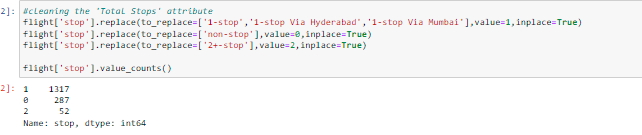 2]: #cleaning the 'Total Stops' attribute
flight['stop'].replace(to_replace=['1-stop','1-stop Via Hyderabad','1-stop Via Mumbai'],value=1,inplace=True)
flight['stop'].replace(to_replace=['non-stop'],value=0,inplace=True)
flight['stop'].replace(to_replace=['2+-stop'],value=2,inplace=True)
flight['stop'].value_counts()
2]: 1    1317
0     287
2      52
Name: stop, dtype: int64